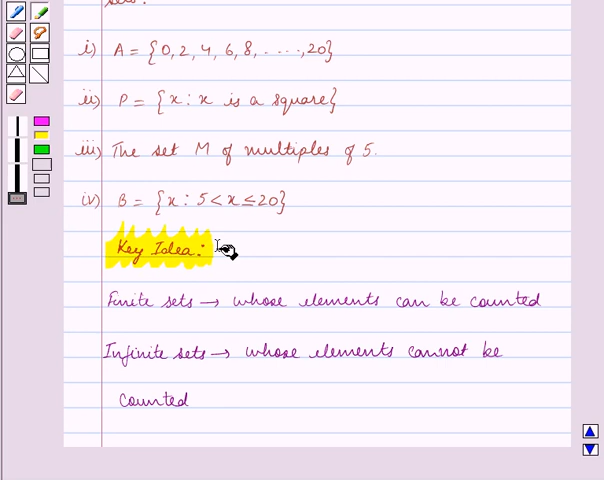 sets.
i) A = {0, 2, 4, 6, 8, ....., 20}
ii) P = {x : x is a square}
iii) The set M of multiples of 5.
iv) B = {x : 5 < x ≤ 20}
Key Idea:
Finite sets → whose elements can be counted
Infinite sets → whose elements cannot be
counted